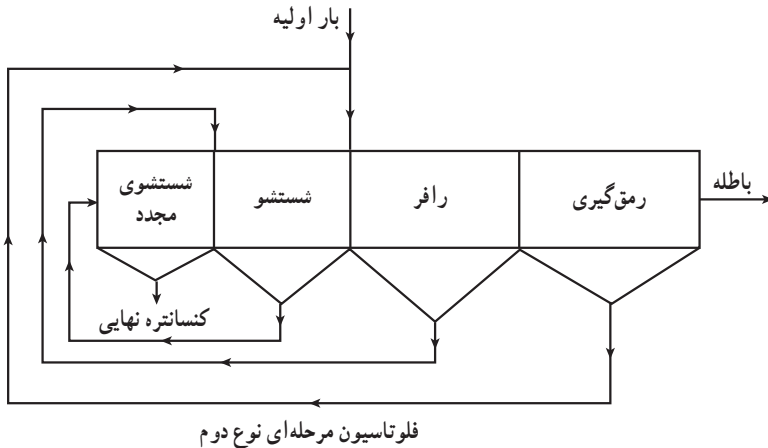 بار اولیه
شستشوی
مجدد
شستشو
رافر
رمق‌گیری
باطله
کنسانتره نهایی
فلوتاسیون مرحله‌ای نوع دوم